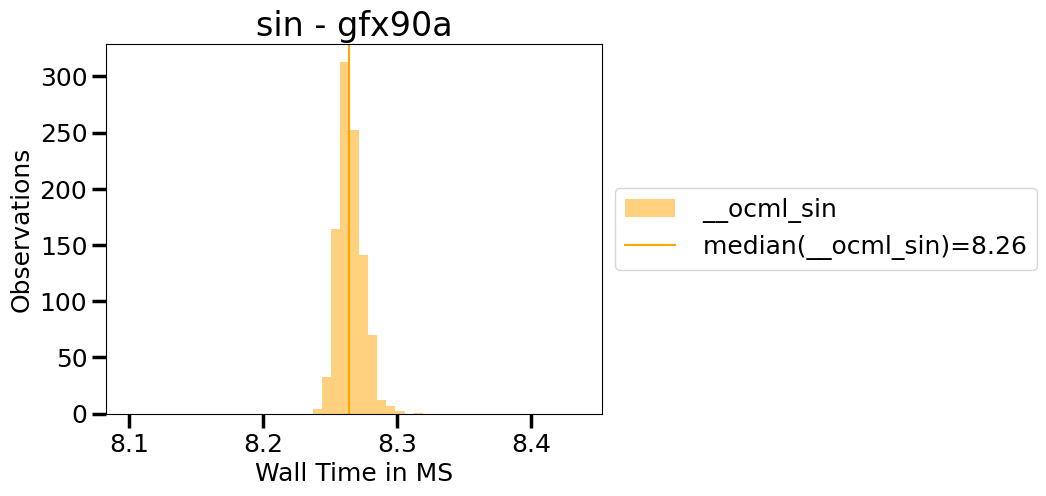 sin - gfx90a
300
250
200
150
100
50
0
Observations
8.1 8.2 8.3 8.4
Wall Time in MS
__ocml_sin
median(__ocml_sin)=8.26